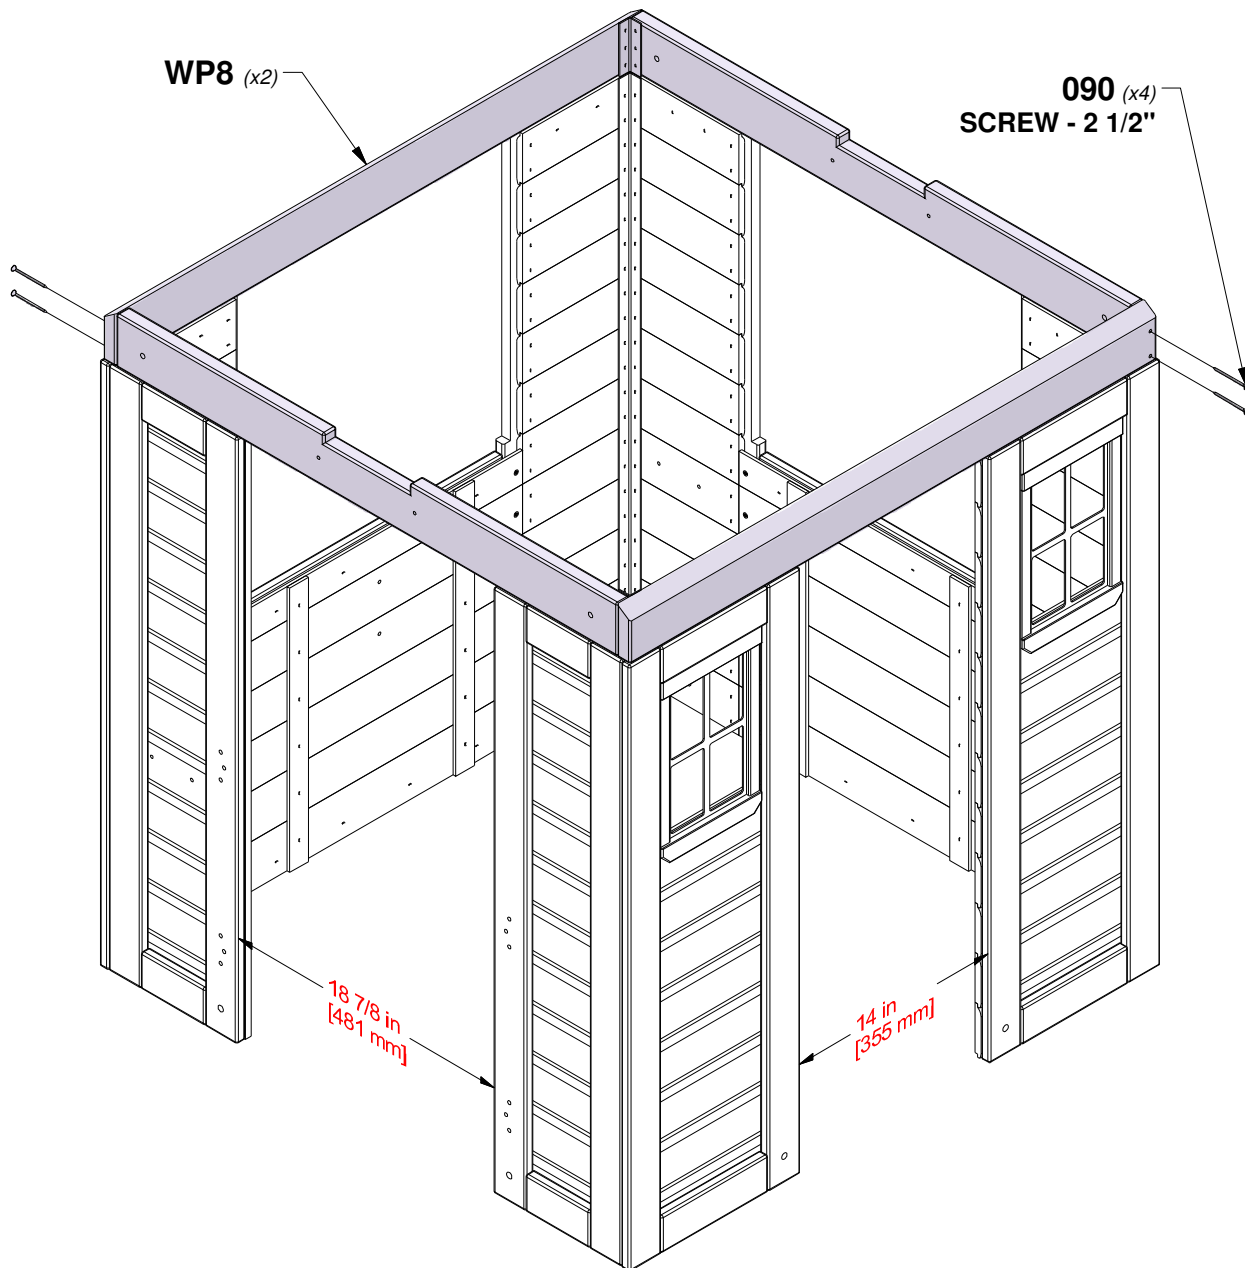 WP8 (x2)
090 (x4)
SCREW - 2 1/2"
18 7/8 in
[481 mm]
14 in
[355 mm]